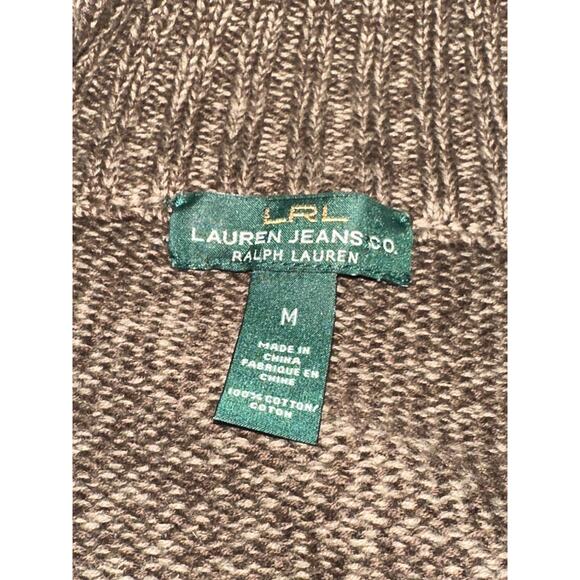 LRL
LAUREN JEANS CO.
RALPH LAUREN
M
MADE IN
CHINA
FABRIQUE EN
CHINE
100% COTTON/
COTON